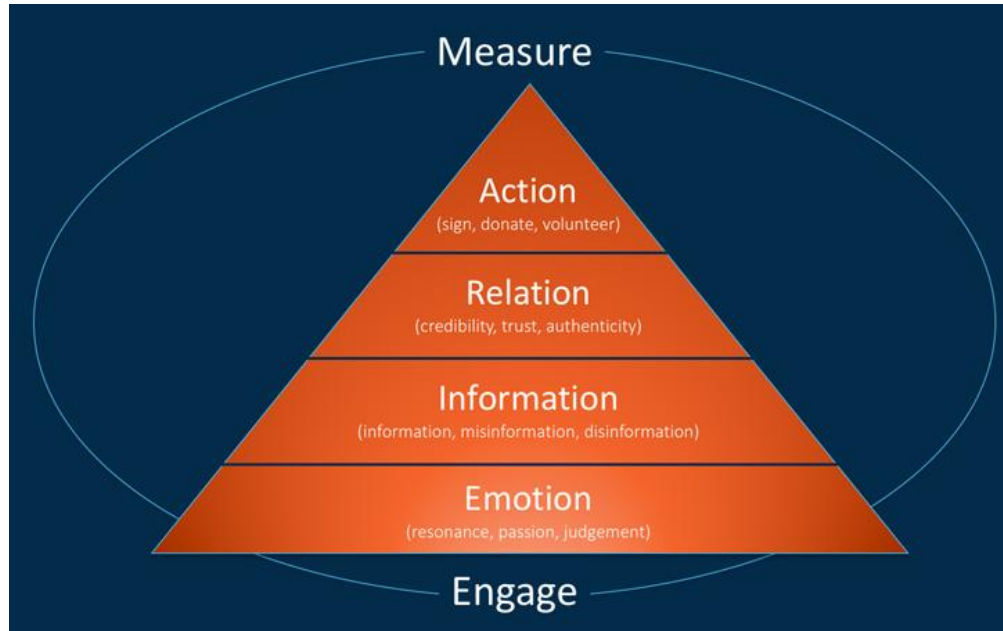 Measure
Action
(sign, donate, volunteer)
Relation
(credibility, trust, authenticity)
Information
(information, misinformation, disinformation)
Emotion
(resonance, passion, judgement)
Engage